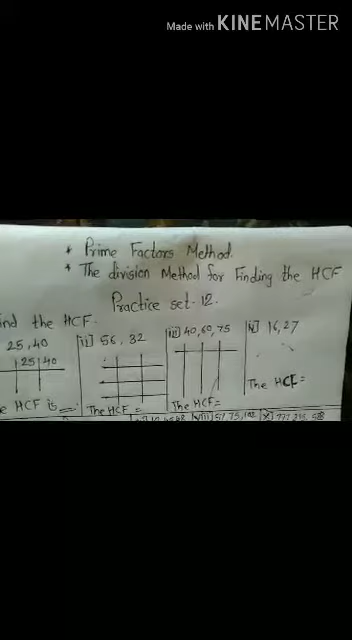 Made with KINEMASTER
* Prime Factors Method.
* The division Method for Finding the HCF
Practice set-12.
ind the HCF.
25,40
25 40
e HCF is
ii] 56, 32
The HCF =
iii] 40,60,75
The HCF=
iv] 16,27
The HCF=